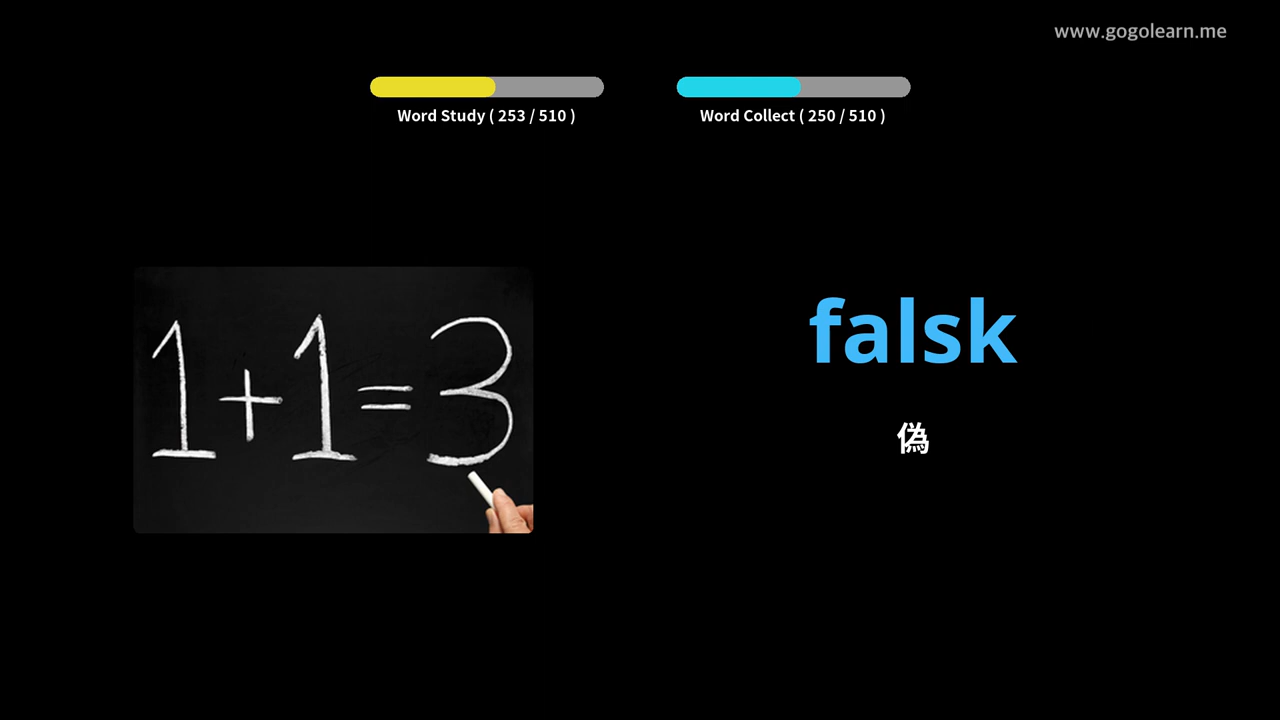 www.gogolearn.me
Word Study ( 253 / 510 )
Word Collect ( 250 / 510 )
1+1=3
falsk
偽